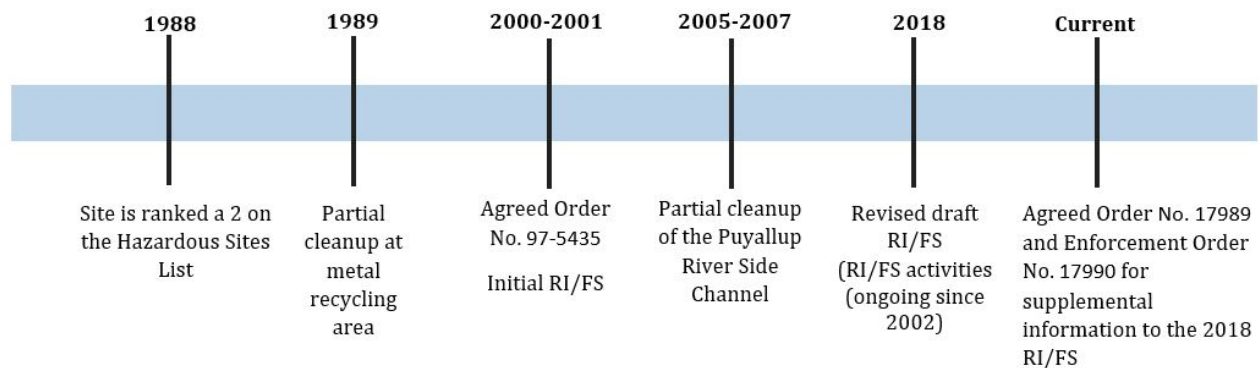 1988
Site is ranked a 2 on
the Hazardous Sites
List
1989
Partial
cleanup at
metal
recycling
area
2000-2001
Agreed Order
No. 97-5435
Initial RI/FS
2005-2007
Partial cleanup
of the Puyallup
River Side
Channel
2018
Revised draft
RI/FS
(RI/FS activities
(ongoing since
2002)
Current
Agreed Order No. 17989
and Enforcement Order
No. 17990 for
supplemental
information to the 2018
RI/FS